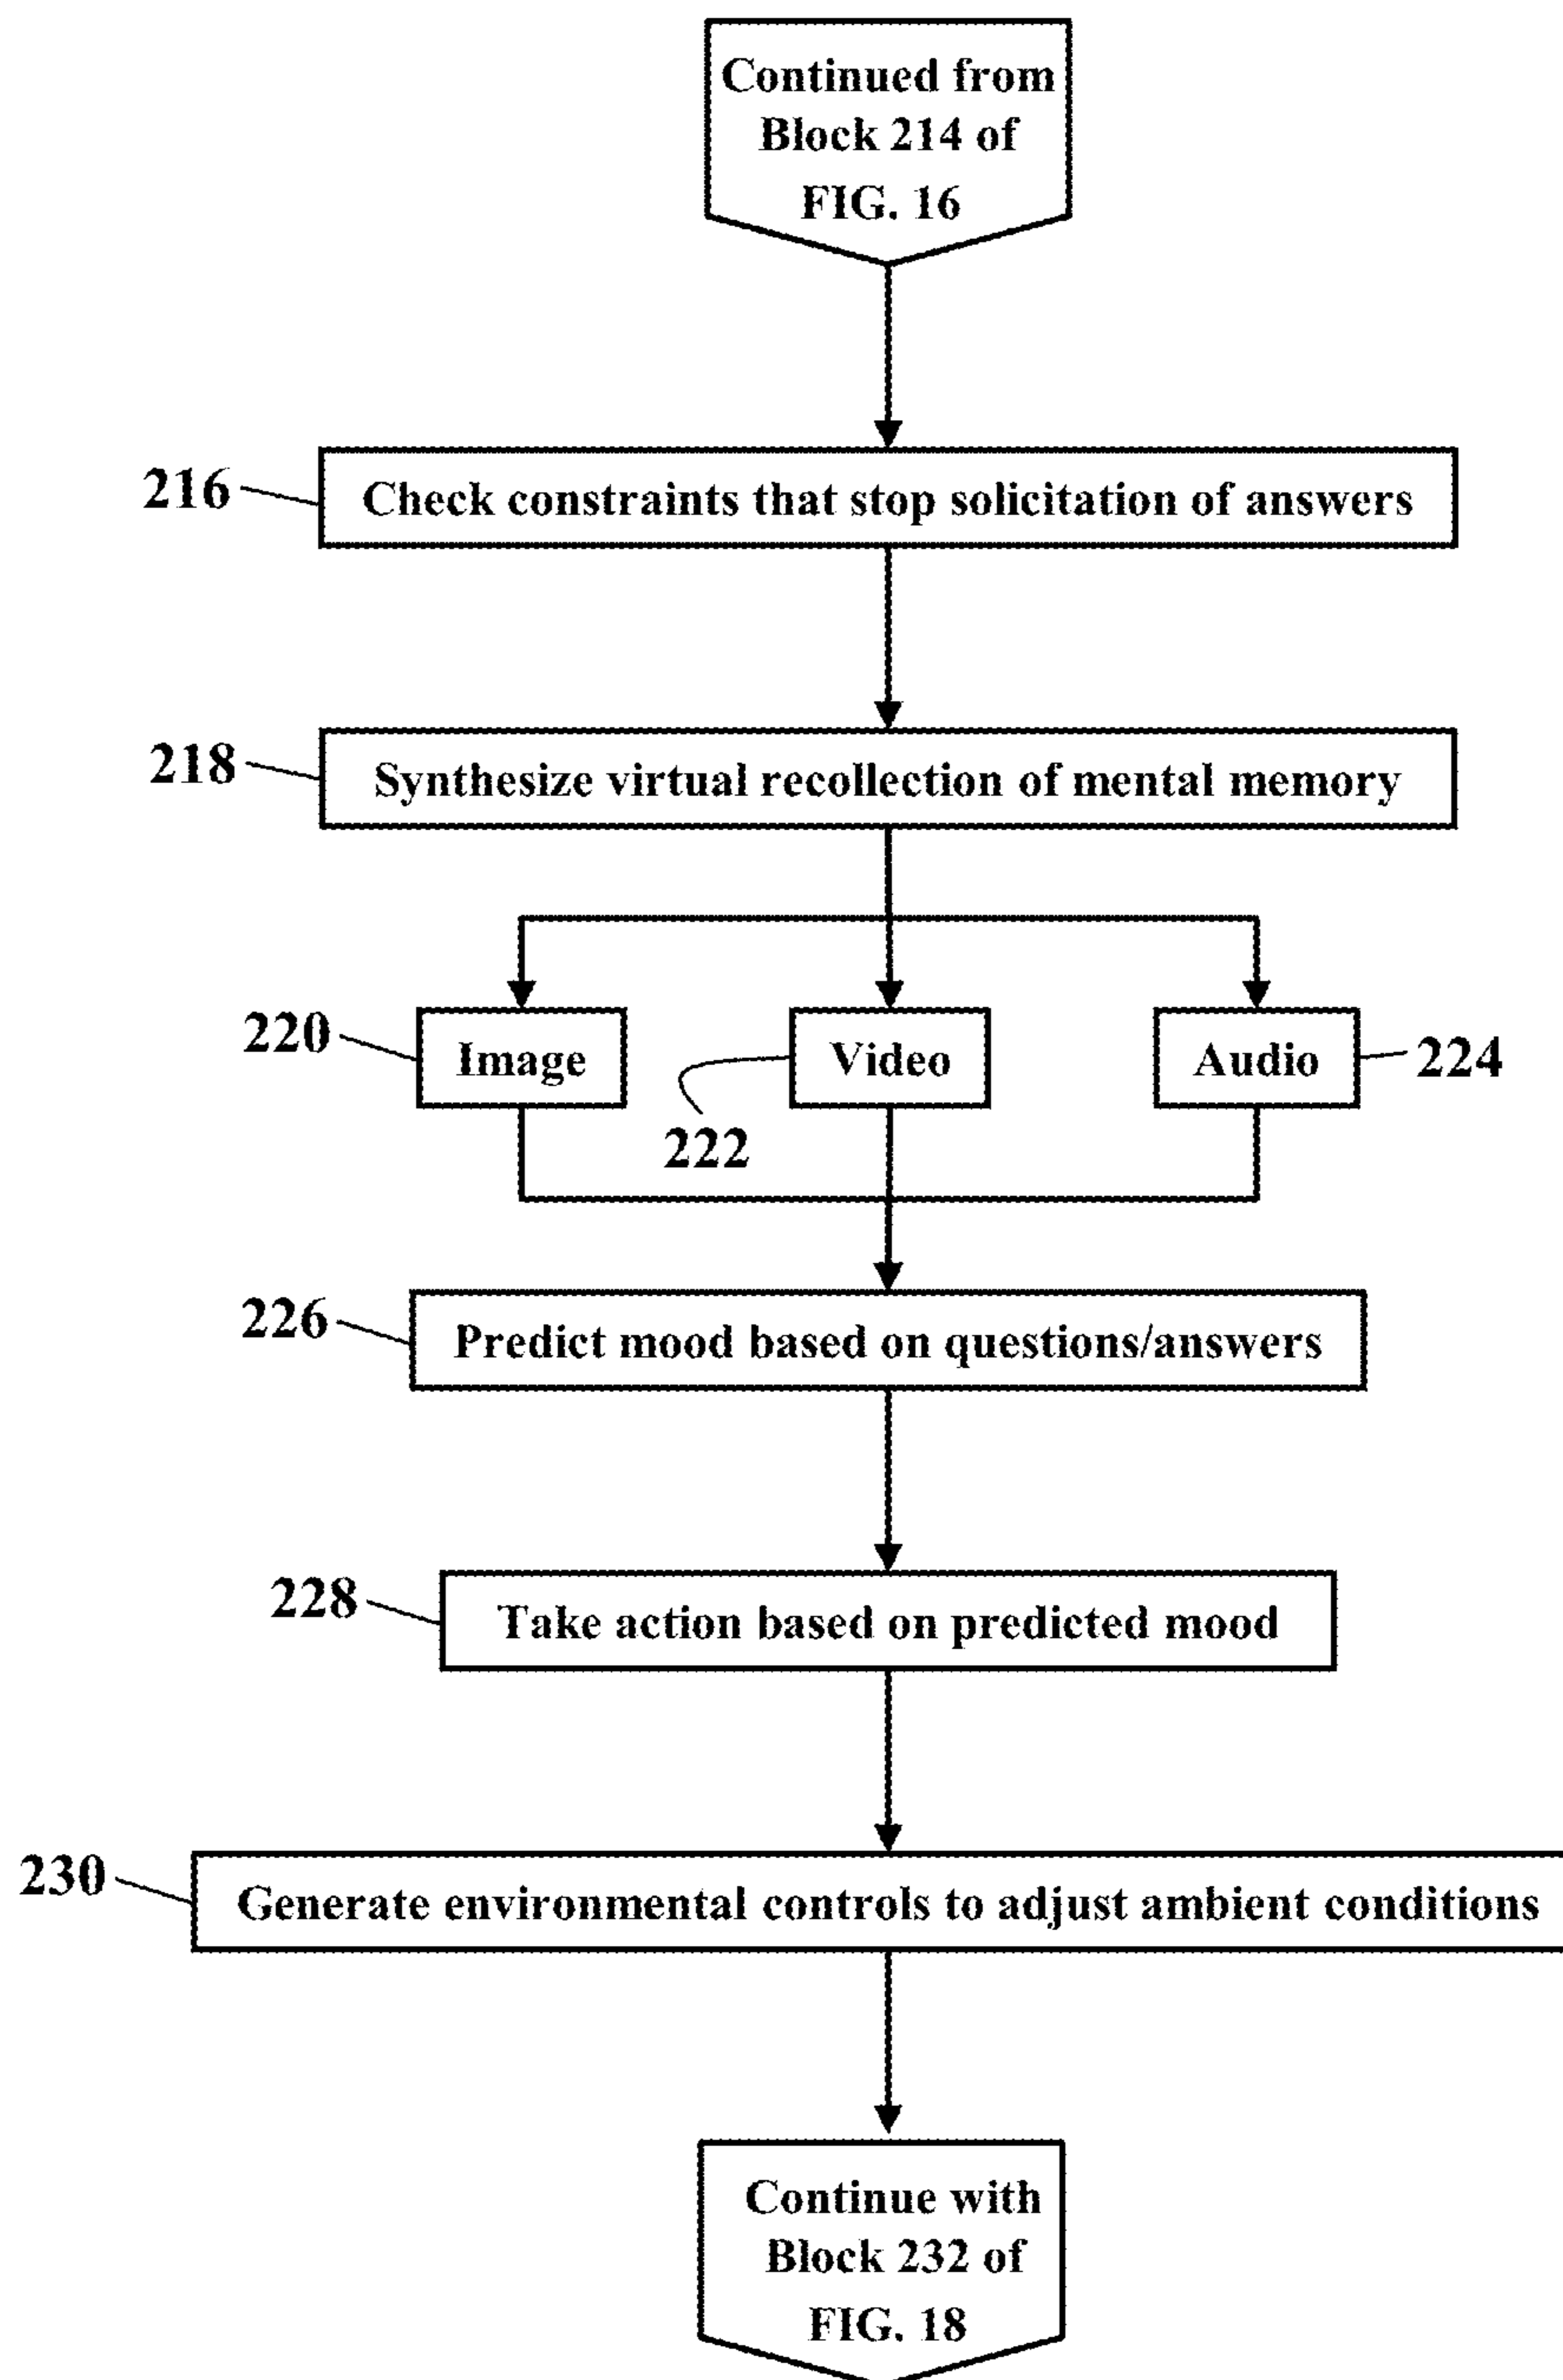 Continued from
Block 214 of
FIG. 16
216
Check constraints that stop solicitation of answers
218
Synthesize virtual recollection of mental memory
220
Image
Video
Audio
224
222
226
Predict mood based on questions/answers
228
Take action based on predicted mood
230
Generate environmental controls to adjust ambient conditions
Continue with
Block 232 of
FIG. 18